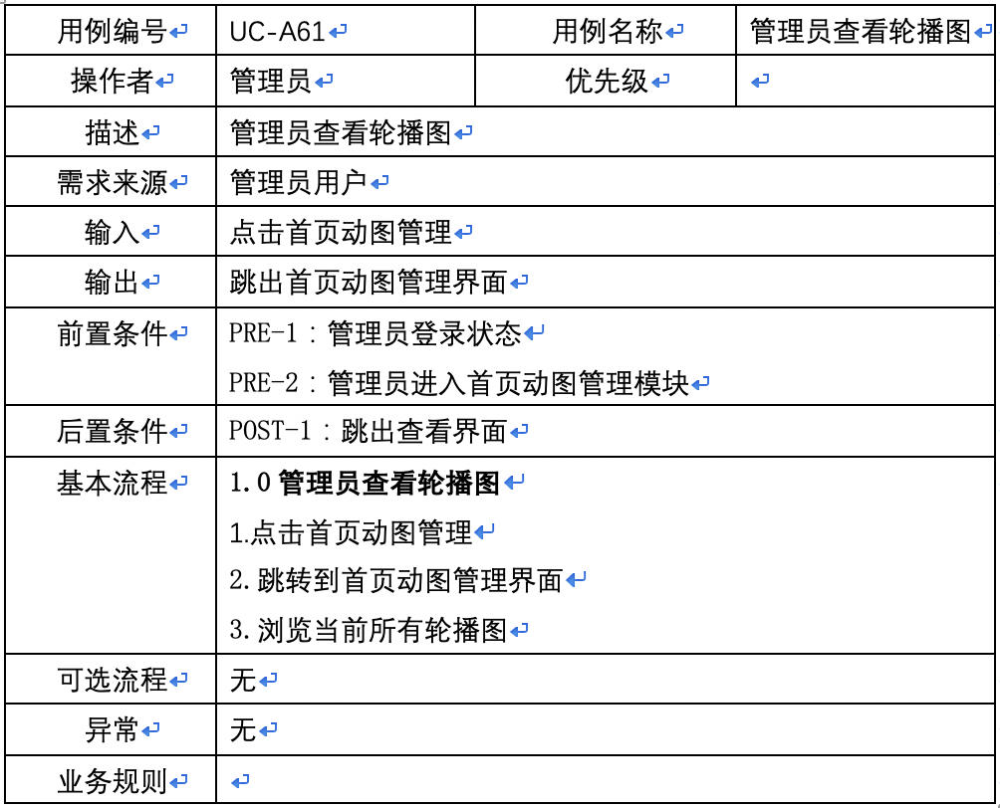 用例编号 UC-A61 用例名称 管理员查看轮播图
操作者 管理员 优先级
描述 管理员查看轮播图
需求来源 管理员用户
输入 点击首页动图管理
输出 跳出首页动图管理界面
前置条件 PRE-1：管理员登录状态
PRE-2：管理员进入首页动图管理模块
后置条件 POST-1：跳出查看界面
基本流程 1.0 管理员查看轮播图
1.点击首页动图管理
2.跳转到首页动图管理界面
3.浏览当前所有轮播图
可选流程 无
异常 无
业务规则